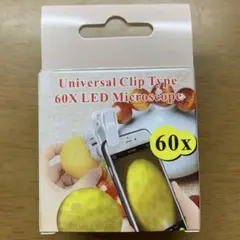 Universal Clip Type
60X LED Microscope
60x